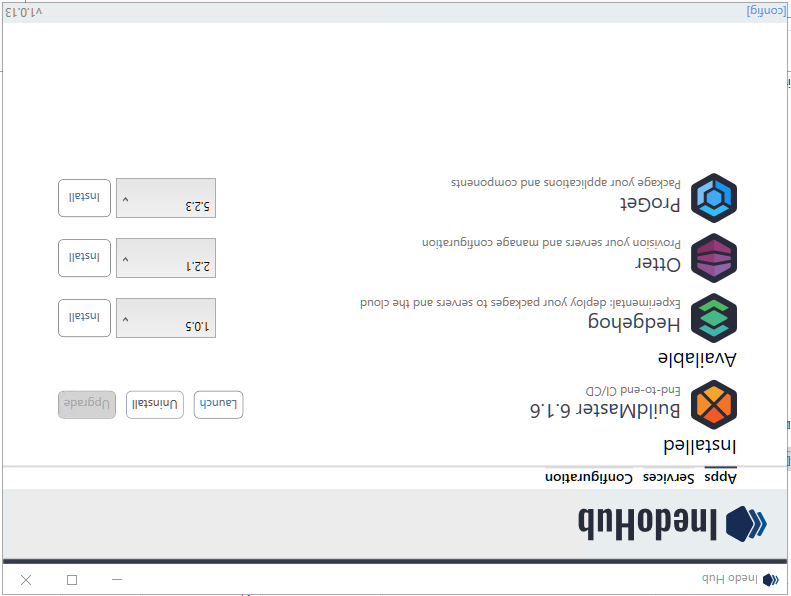 Inedo Hub
InedoHub
Apps Services Configuration
Installed
BuildMaster 6.1.6
End-to-end CI/CD
Launch Uninstall Upgrade
Available
Hedgehog
Experimental: deploy your packages to servers and the cloud
1.0.5 Install
Otter
Provision your servers and manage configuration
2.2.1 Install
ProGet
Package your applications and components
5.2.3 Install
[config] v1.0.13